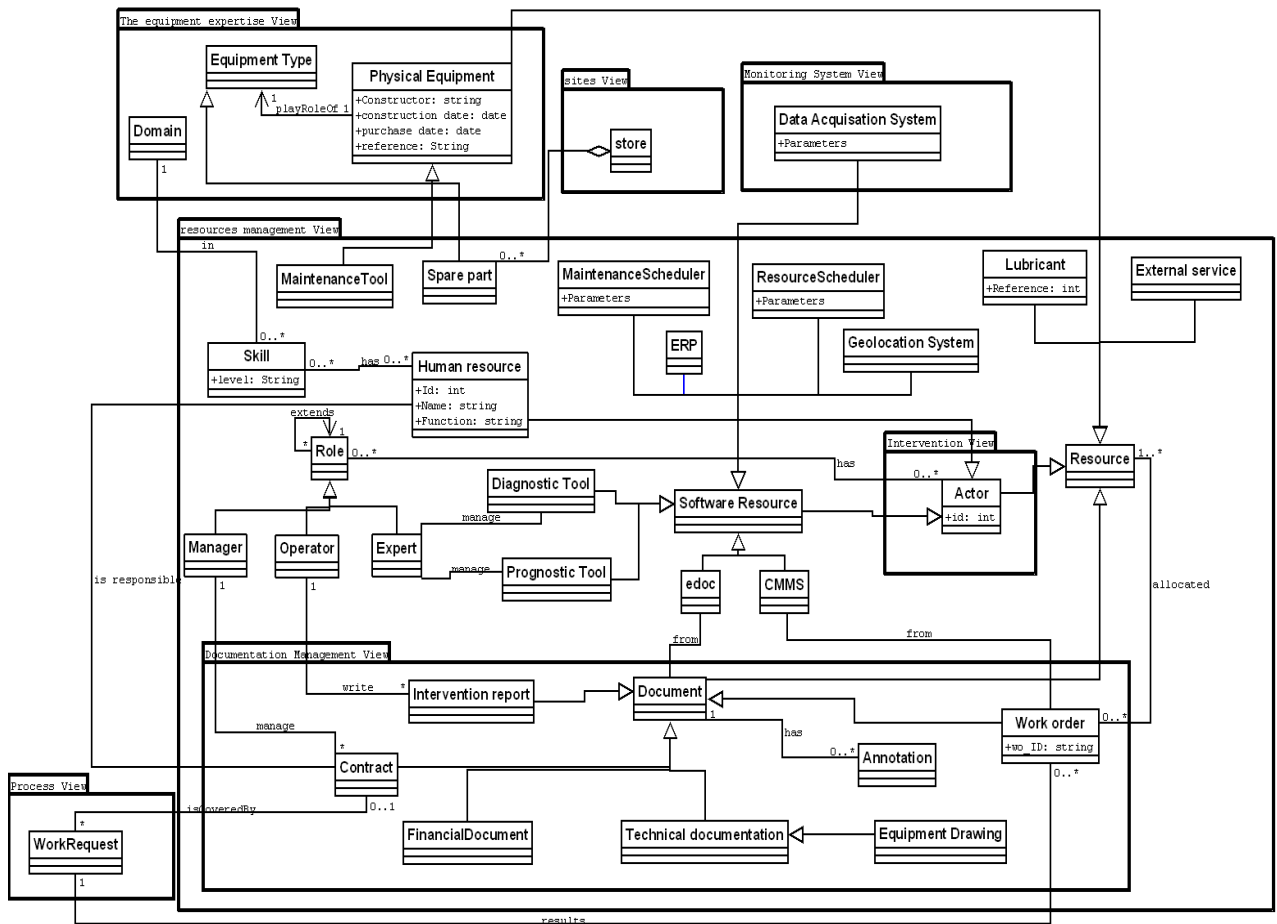 The equipment expertise View
Equipment Type
Physical Equipment
+Constructor: string
+construction date: date
+purchase date: date
+reference: String
1
playRoleOf 1
Domain
1
sites View
store
Monitoring System View
Data Acquisation System
+Parameters
resources management View
in
MaintenanceTool
Spare part
0..*
MaintenanceScheduler
+Parameters
ResourceScheduler
+Parameters
Lubricant
+Reference: int
External service
ERP
Geolocation System
0..*
Skill
+level: String
0..*
has
0..*
Human resource
+Id: int
+Name: string
+Function: string
extends
1
*
Role
0..*
has
0..*
Intervention View
Actor
+id: int
Resource
1..*
Diagnostic Tool
Software Resource
manage
Manager
1
Operator
1
Expert
manage
Prognostic Tool
is responsible
edoc
CMMS
allocated
from
from
Documentation Management View
write
*
Intervention report
Document
1
has
0..*
Annotation
Work order
+wo_ID: string
0..*
0..*
manage
*
Contract
0..1
isCoveredBy
Process View
*
WorkRequest
1
FinancialDocument
Technical documentation
Equipment Drawing
results